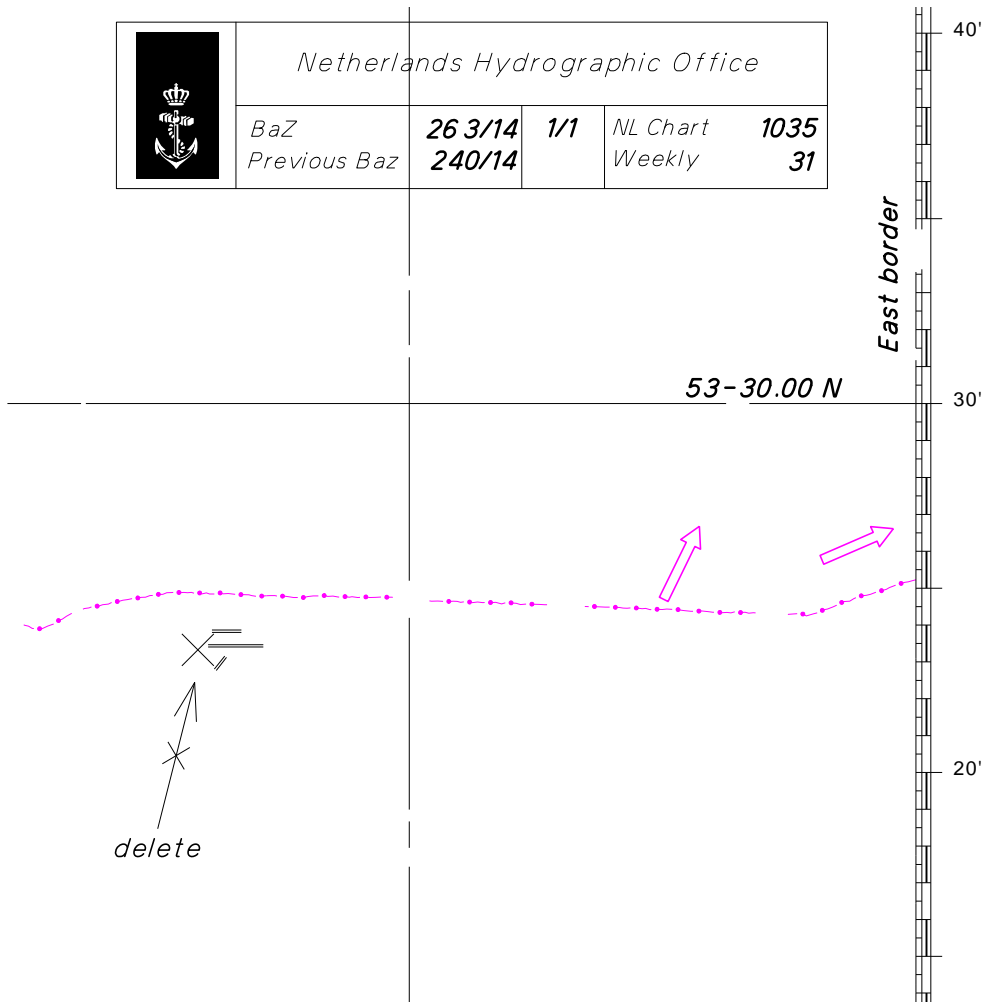 40'
Netherlands Hydrographic Office
BaZ 26 3/14 1/1 NL Chart 1035
Previous Baz 240/14 Weekly 31
East border
53-30.00 N
30'
20'
delete